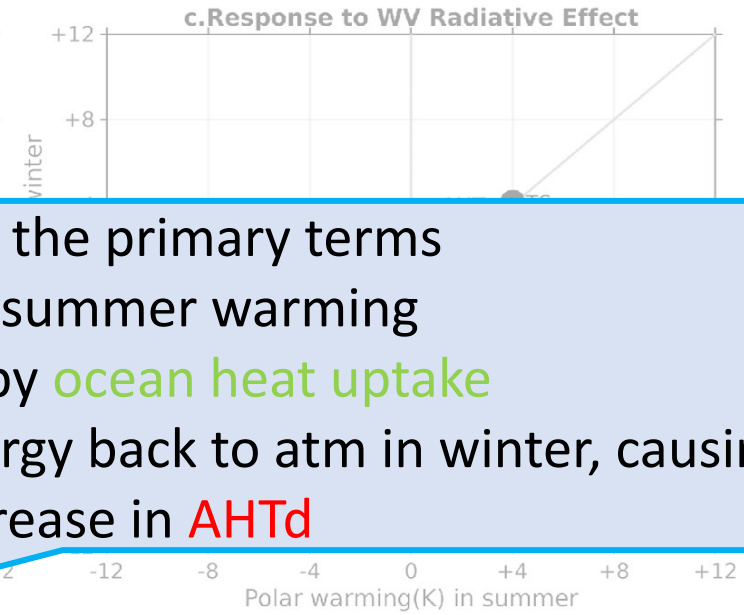 c.Response to WV Radiative Effect
+12
+8
winter
TS
the primary terms
summer warming
by ocean heat uptake
rgy back to atm in winter, causin
rease in AHTd
2 -12 -8 -4 0 +4 +8 +12
Polar warming(K) in summer